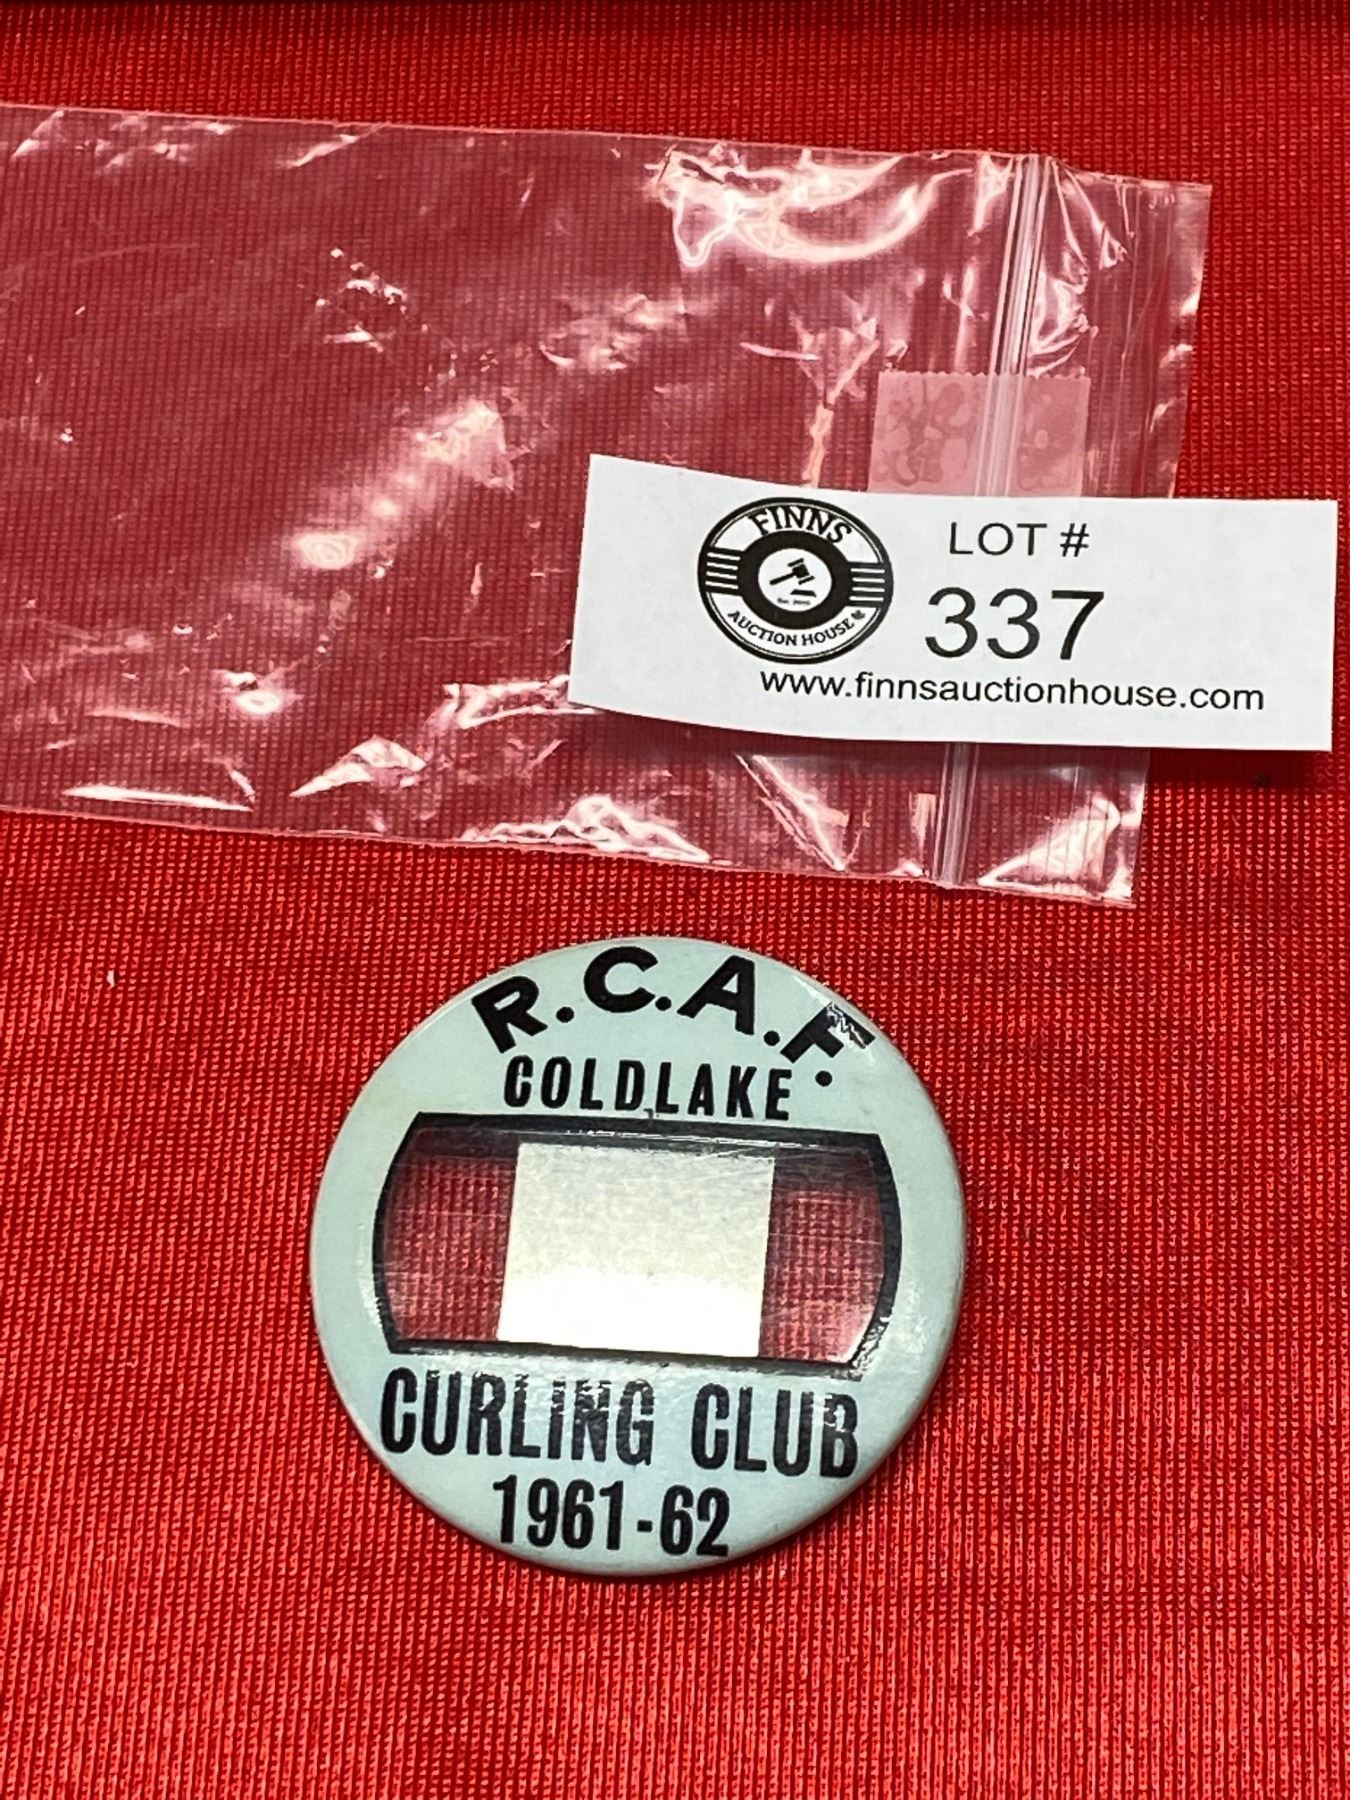 FINNS
AUCTION HOUSE
LOT #
337
www.finnsauctionhouse.com
R.C.A.F.
COLDLAKE
CURLING CLUB
1961-62